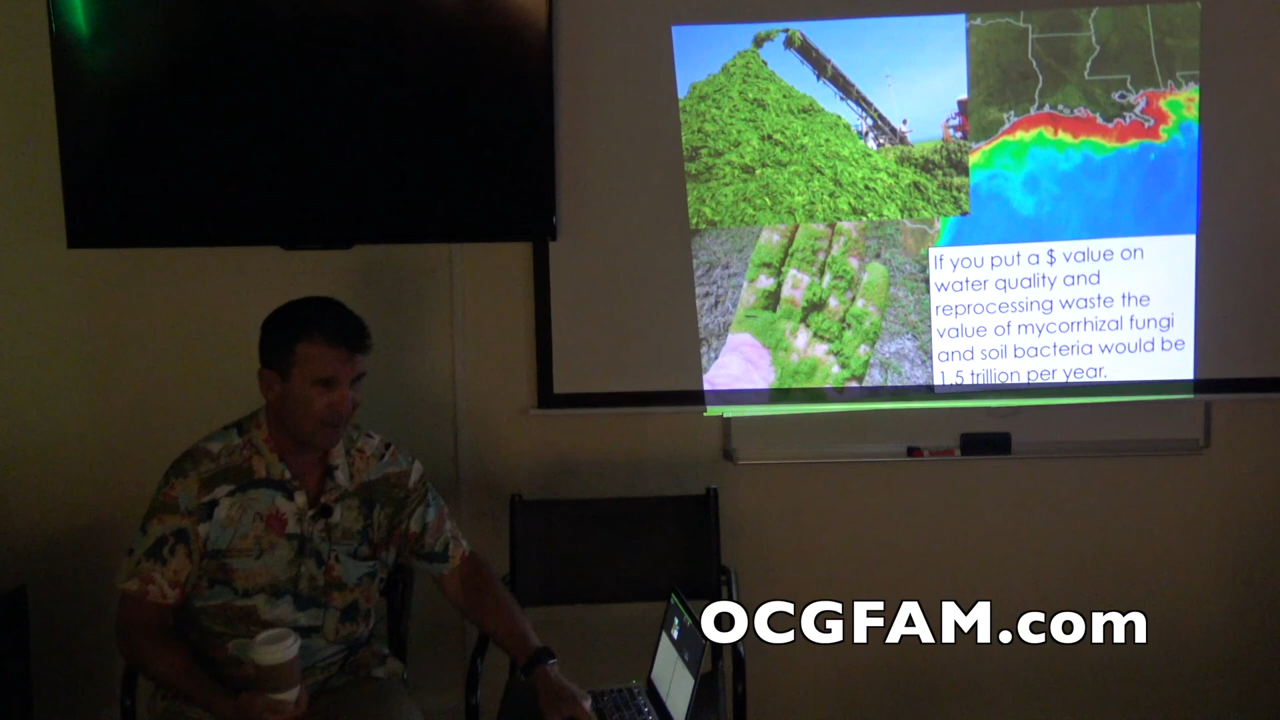 If you put a $ value on
water quality and
reprocessing waste the
value of mycorrhizal fungi
and soil bacteria would be
1.5 trillion per year.
OCGFAM.com